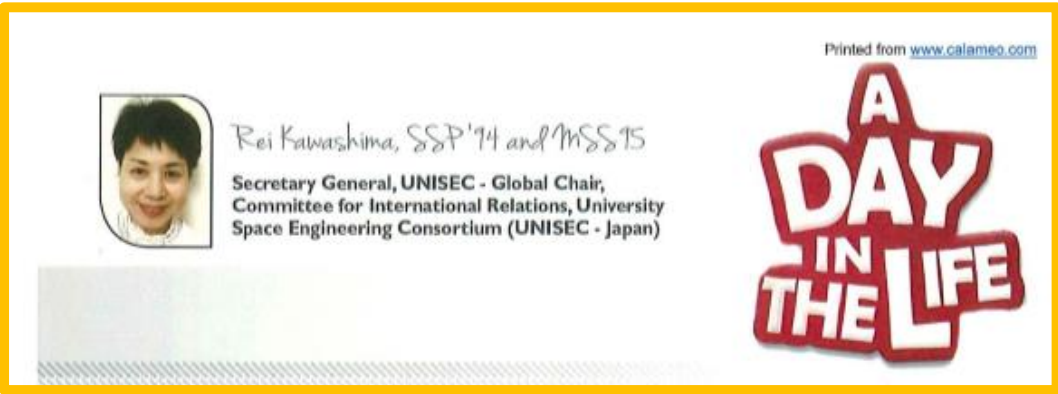 Printed from www.calameo.com
Rei Kawashima, SSP'94 and MSS95
Secretary General, UNISEC - Global Chair,
Committee for International Relations, University
Space Engineering Consortium (UNISEC - Japan)
A
DAY
IN
THE LIFE